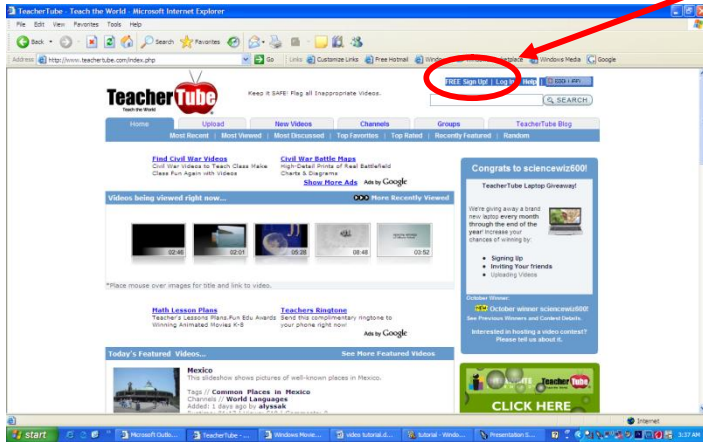 TeacherTube - Teach the World - Microsoft Internet Explorer
File Edit View Favorites Tools Help
Back Search Favorites
Address http://www.teachertube.com/index.php Go Links Customize Links Free Hotmail Windows Media Google
FREE Sign Up! | Log In | Help |
TeacherTube
Teach the World
Keep it SAFE! Flag all Inappropriate Videos.
SEARCH
Home Upload New Videos Channels Groups TeacherTube Blog
Most Recent | Most Viewed | Most Discussed | Top Favorites | Top Rated | Recently Featured | Random
Find Civil War Videos
Civil War Videos to Teach Class Make
Class Fun Again with Videos
Civil War Battle Maps
High-Detail Prints of Real Battlefield
Charts & Diagrams
Show More Ads Ads by Google
Videos being viewed right now... More Recently Viewed
02:46 02:01 05:28 08:48 03:52
*Place mouse over images for title and link to video.
Math Lesson Plans
Teacher's Lessons Plans.Fun Edu Awards
Winning Animated Movies K-8
Teachers Ringtone
Send this complimentary ringtone to
your phone right now!
Ads by Google
Today's Featured Videos... See More Featured Videos
Mexico
This slideshow shows pictures of well-known places in Mexico.
Tags // Common Places in Mexico
Channels // World Languages
Added: 1 days ago by alyssak
Congrats to sciencewiz600!
TeacherTube Laptop Giveaway!
We're giving away a brand
new laptop every month
through the end of the
year! Increase your
chances of winning by:
Signing Up
Inviting Your friends
Uploading Videos
October Winner:
NEW October winner sciencewiz600!
See Previous Winners and Contest Details.
Interested in hosting a video contest?
Please tell us about it.
TeacherTube
CLICK HERE
Internet
start Microsoft Outlo... TeacherTube - ... Windows Movie... video tutorial.d... tutorial - Windo... Presentation S... 3:37 AM